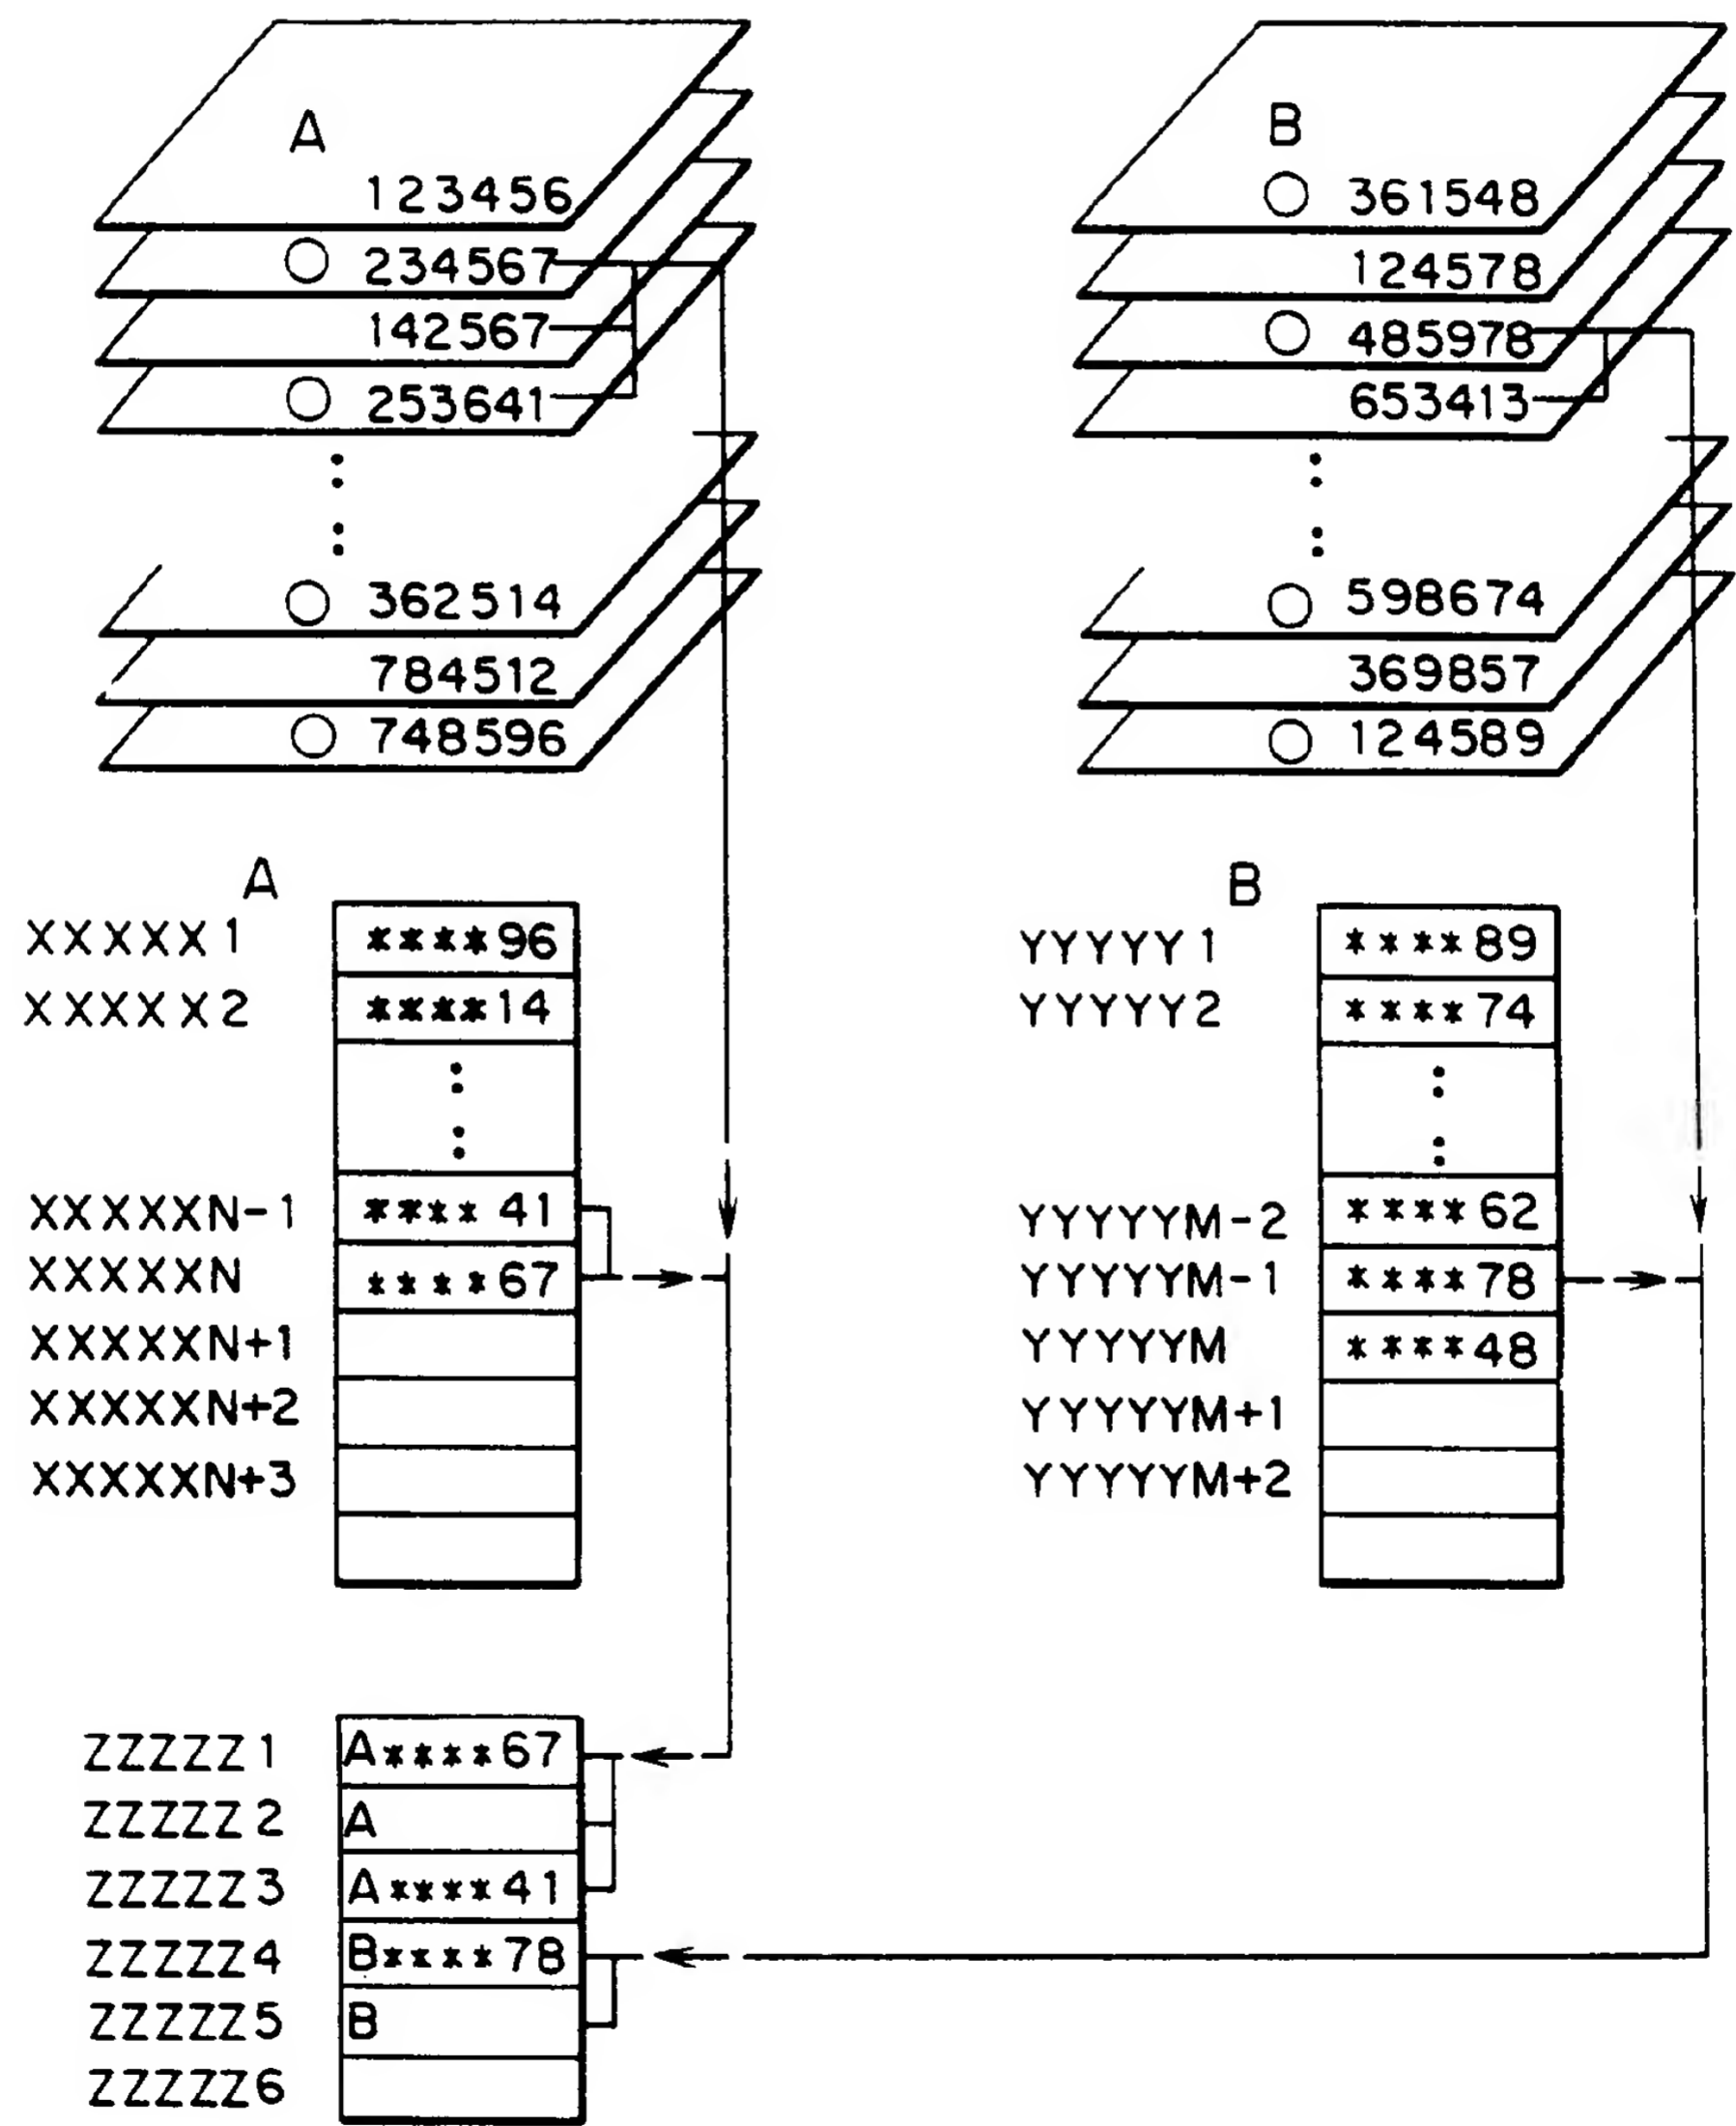 A
123456
234567
142567
253641
362514
784512
748596
B
361548
124578
485978
653413
598674
369857
124589
A
XXXXX1 ****96
XXXXX2 ****14
XXXXXN-1 ****41
XXXXXN ****67
XXXXXN+1
XXXXXN+2
XXXXXN+3
B
YYYYY1 ****89
YYYYY2 ****74
YYYYYM-2 ****62
YYYYYM-1 ****78
YYYYYM ****48
YYYYYM+1
YYYYYM+2
ZZZZZ1 A****67
ZZZZZ2 A
ZZZZZ3 A****41
ZZZZZ4 B****78
ZZZZZ5 B
ZZZZZ6